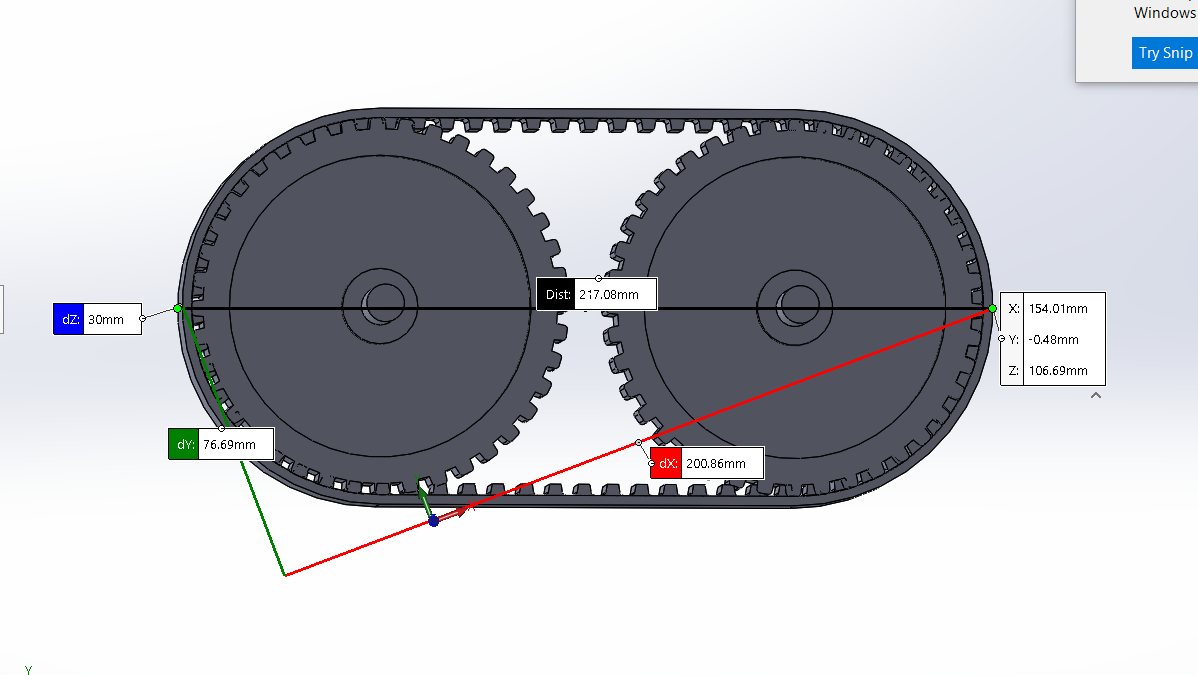 Windows
Try Snip
Dist: 217.08mm
dZ: 30mm
X: 154.01mm
Y: -0.48mm
Z: 106.69mm
dY: 76.69mm
dX: 200.86mm
X
Y